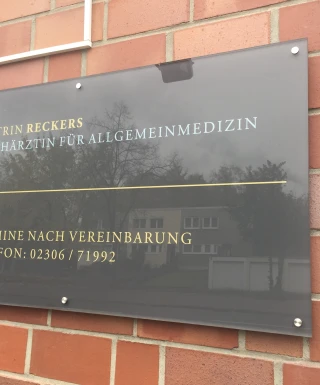 TRIN RECKERS
HÄRZTIN FÜR ALLGEMEINMEDIZIN
MINE NACH VEREINBARUNG
FON: 02306 / 71992